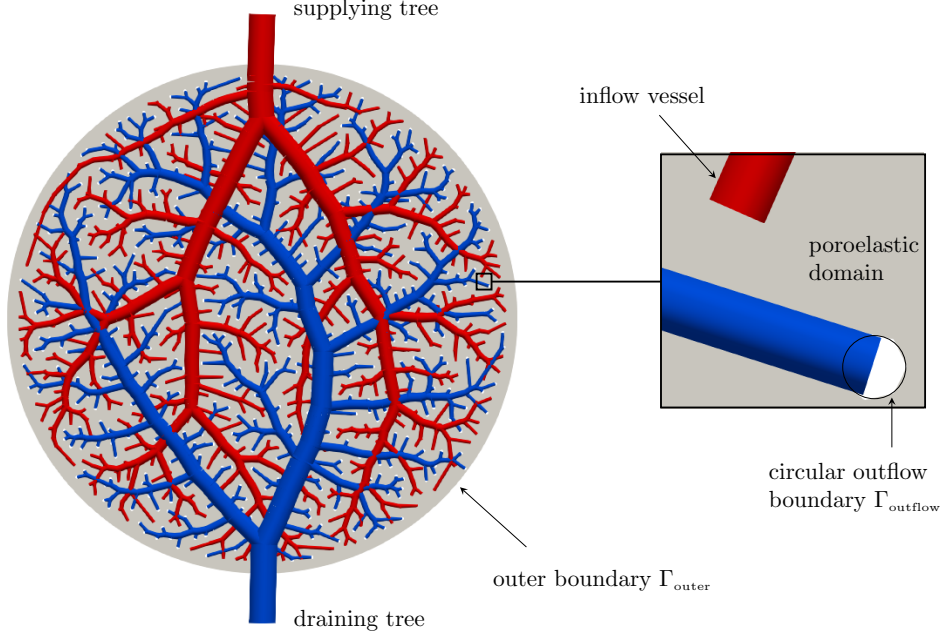 supplying tree
inflow vessel
poroelastic
domain
circular outflow
boundary Γoutflow
outer boundary Γouter
draining tree